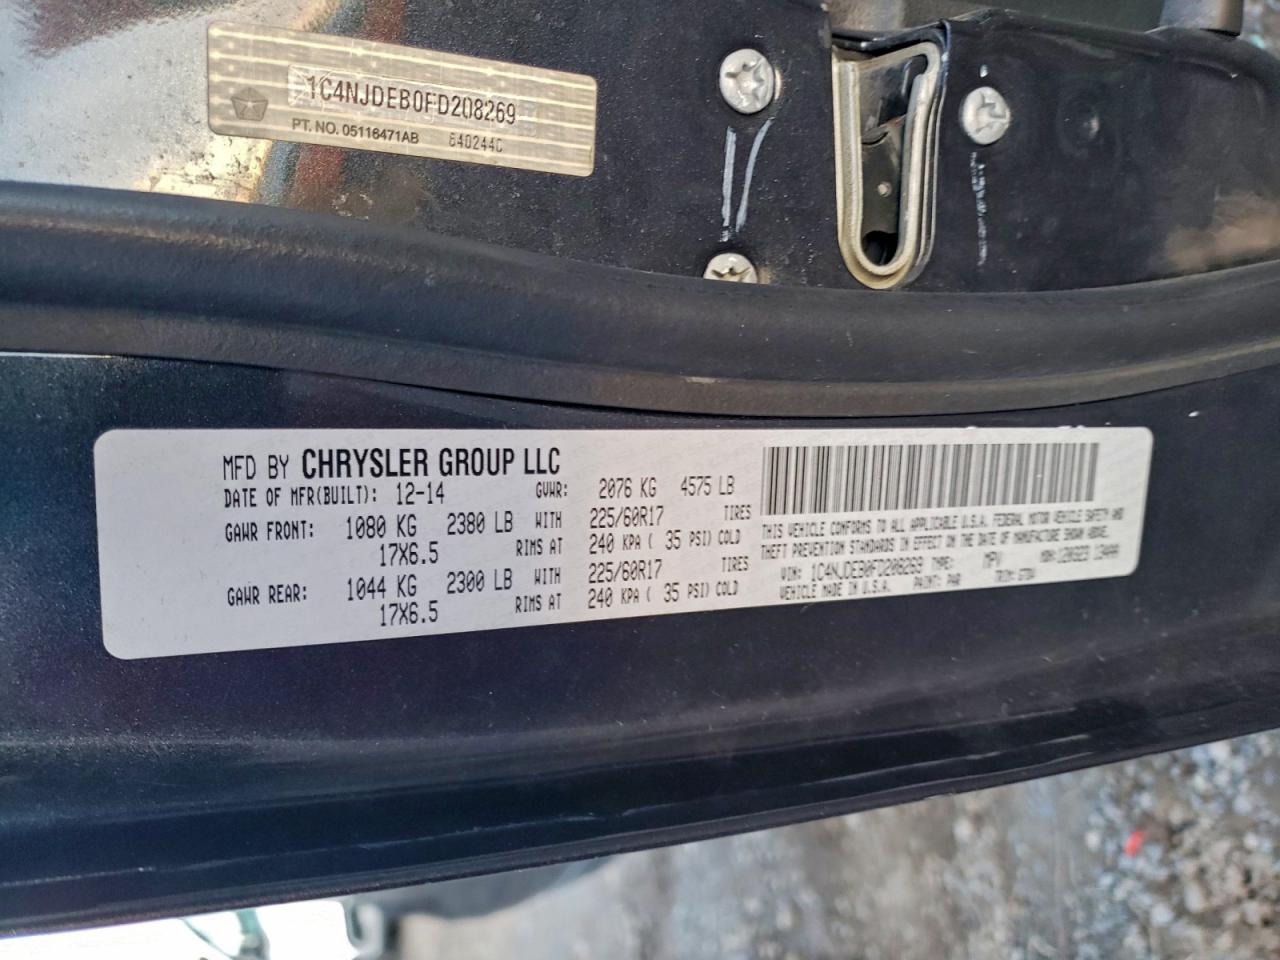 1C4NJDEB0FD208269
PT. NO. 05116471AB 640244C
MFD BY CHRYSLER GROUP LLC
DATE OF MFR(BUILT): 12-14 GVWR: 2076 KG 4575 LB
GAWR FRONT: 1080 KG 2380 LB WITH 225/60R17 TIRES
17X6.5 RIMS AT 240 KPA ( 35 PSI) COLD
GAWR REAR: 1044 KG 2300 LB WITH 225/60R17 TIRES
17X6.5 RIMS AT 240 KPA ( 35 PSI) COLD
THIS VEHICLE CONFORMS TO ALL APPLICABLE U.S.A. FEDERAL MOTOR VEHICLE SAFETY AND
THEFT PREVENTION STANDARDS IN EFFECT ON THE DATE OF MANUFACTURE SHOWN ABOVE.
VIN: 1C4NJDEB0FD208269 TYPE: MPV MDH:
VEHICLE MADE IN U.S.A. PAINT: PAR TRIM: